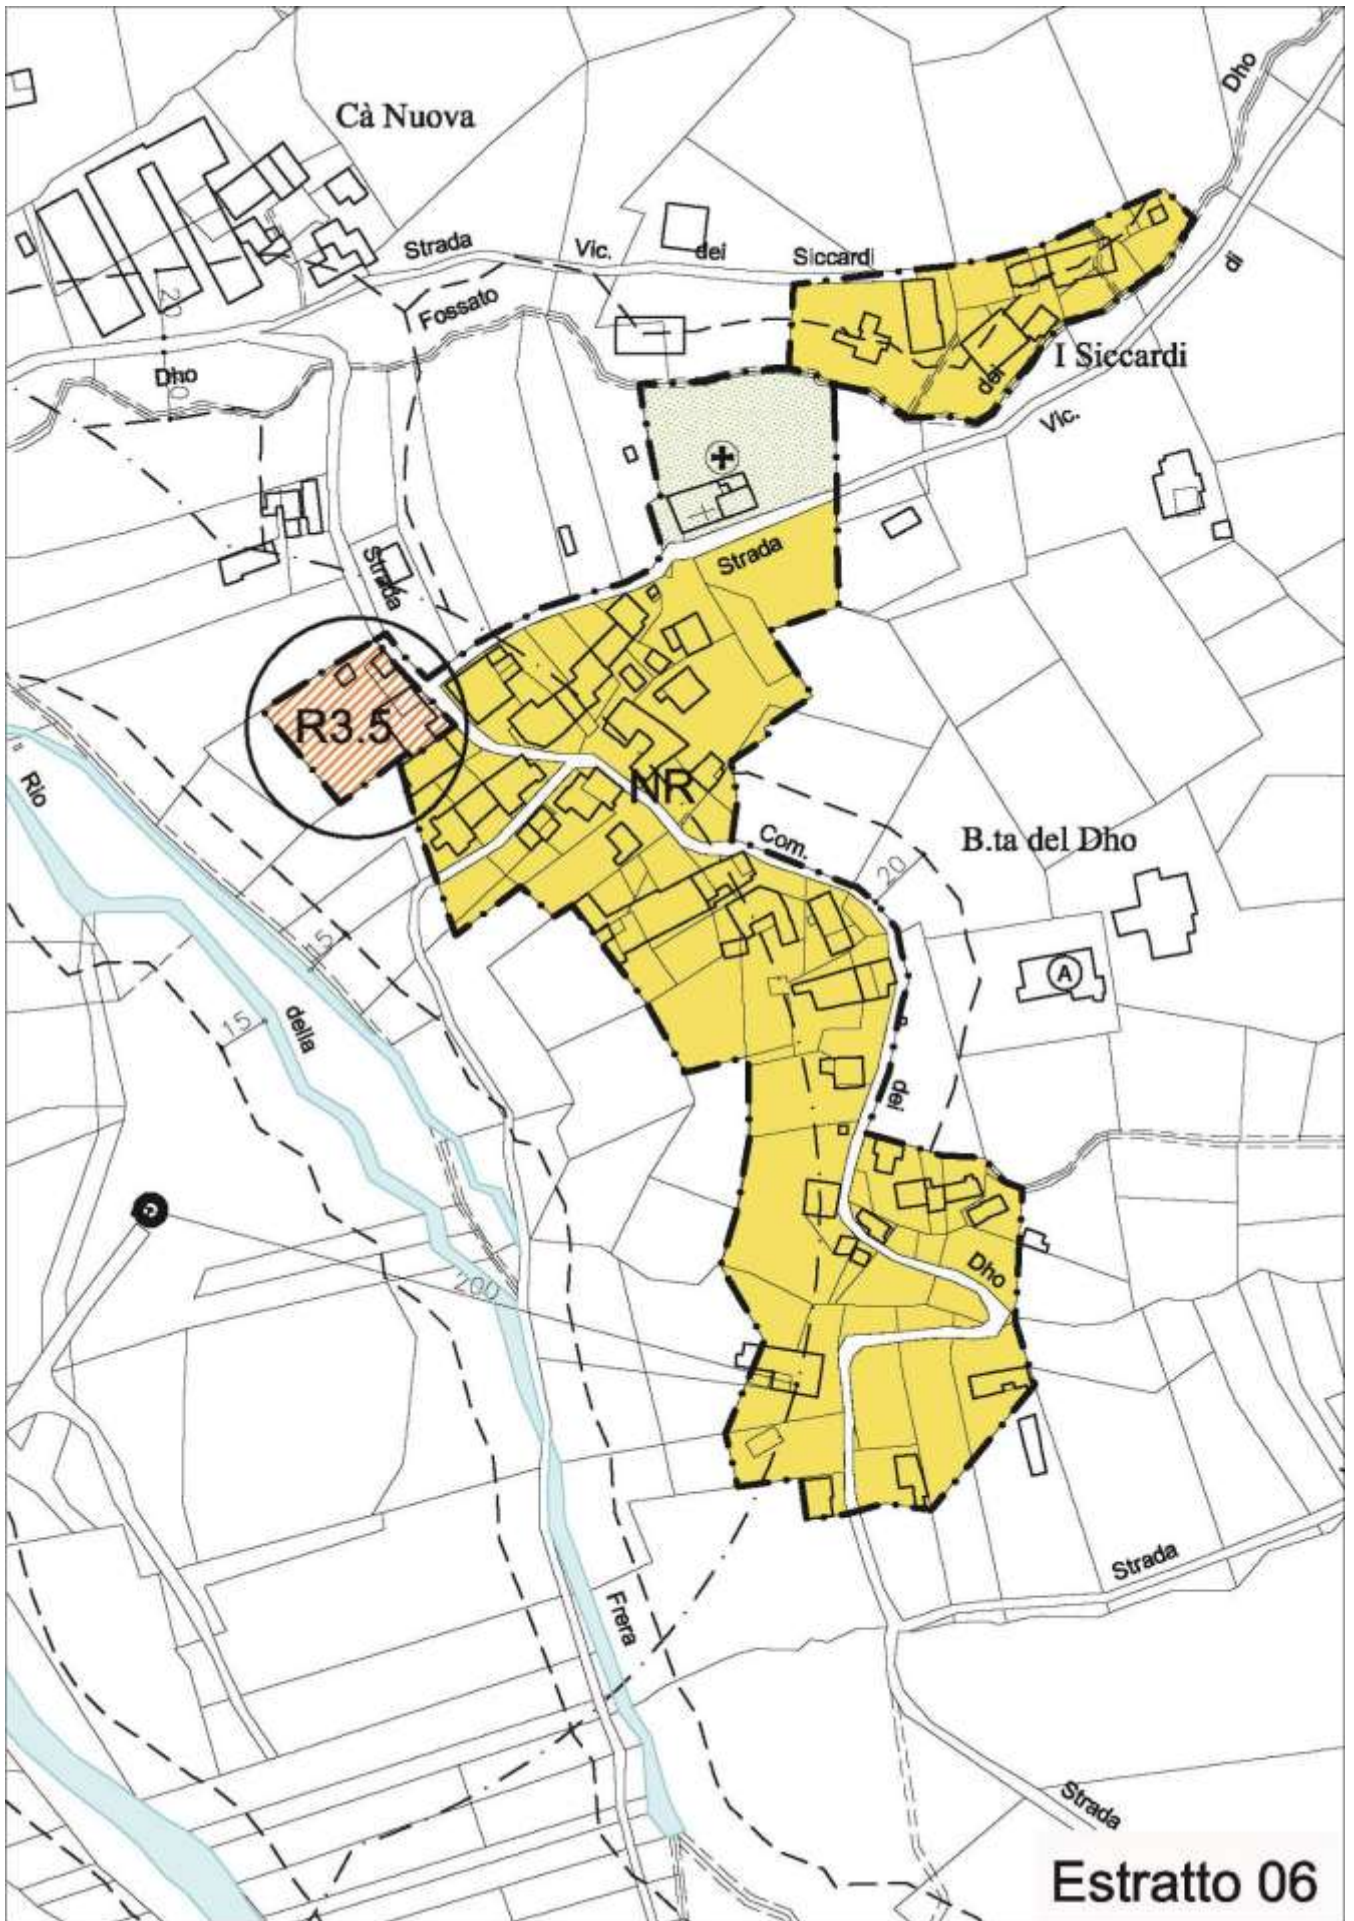 Cà Nuova
Dho
Strada
Vic.
dei
Siccardi
di
Fossato
20
Dho
I Siccardi
dei
Vic.
Strada
Strada
R3.5
NR
Rio
Com.
B.ta del Dho
20
A
15
15
della
dei
200
Dho
Strada
Frera
Strada
Estratto 06